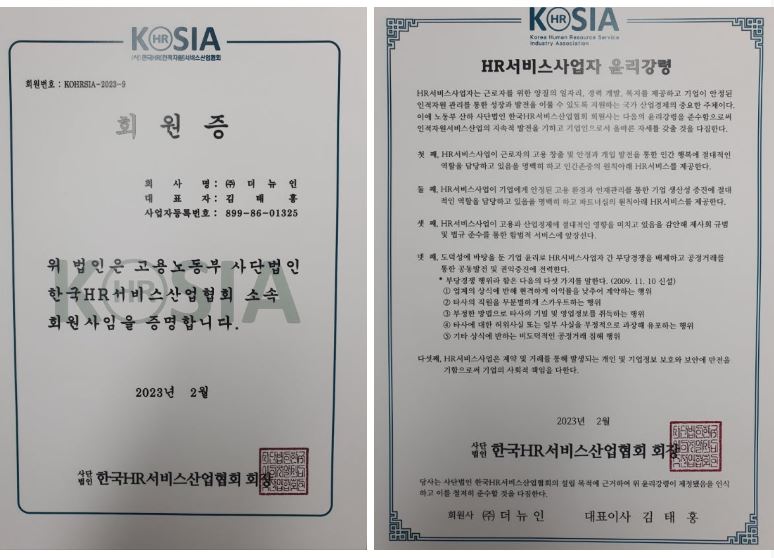 KOSIA
HR
(사)한국HR(인적자원)서비스산업협회
회원번호 : KOHRSIA-2023-9
회 원 증
회 사 명 : ㈜ 더 뉴 인
대 표 자 : 김 태 홍
사업자등록번호 : 899-86-01325
위 법인은 고용노동부 사단법인
한국HR서비스산업협회 소속
회원사임을 증명합니다.
2023년 2월
사단
법인 한국HR서비스산업협회 회장
KOSIA
HR
Korea Human Resource Service
Industry Association
HR서비스사업자 윤리강령
HR서비스사업자는 근로자를 위한 양질의 일자리, 경력 개발, 복지를 제공하고 기업이 안정된
인적자원 관리를 통한 성장과 발전을 이룰 수 있도록 지원하는 국가 산업경제의 중요한 주체이다.
이에 노동부 산하 사단법인 한국HR서비스산업협회 회원사는 다음의 윤리강령을 준수함으로써
인적자원서비스산업의 지속적 발전을 기하고 기업인으로서 올바른 자세를 갖출 것을 다짐한다.
첫 째, HR서비스사업이 근로자의 고용 창출 및 안정과 개입 발전을 통한 인간 행복에 절대적인
역할을 담당하고 있음을 명백히 하고 인간존중의 원칙아래 HR서비스를 제공한다.
둘 째, HR서비스사업이 기업에게 안정된 고용 환경과 인재관리를 통한 기업 생산성 증진에 절대
적인 역할을 담당하고 있음을 명백히 하고 파트너십의 원칙아래 HR서비스를 제공한다.
셋 째, HR서비스사업이 고용과 산업경제에 절대적인 영향을 미치고 있음을 감안해 제사회 규범
및 법규 준수를 통한 합법적 서비스에 앞장선다.
넷 째, 도덕성에 바탕을 둔 기업 윤리로 HR서비스사업자 간 부당경쟁을 배제하고 공정거래를
통한 공동발전 및 권익증진에 전력한다.
* 부당경쟁 행위라 함은 다음의 다섯 가지를 말한다. (2009. 11. 10 신설)
① 업계의 상식에 반해 현격하게 이익률을 낮추어 계약하는 행위
② 타사의 직원을 무분별하게 스카우트하는 행위
③ 부정한 방법으로 타사의 기밀 및 영업정보를 취득하는 행위
④ 타사에 대한 허위사실 또는 일부 사실을 부정적으로 과장해 유포하는 행위
⑤ 기타 상식에 반하는 비도덕적인 공정거래 침해 행위
다섯째, HR서비스사업은 계약 및 거래를 통해 발생되는 개인 및 기업정보 보호와 보안에 만전을
기함으로써 기업의 사회적 책임을 다한다.
2023년 2월
사단
법인 한국HR서비스산업협회 회장
당사는 사단법인 한국HR서비스산업협회의 설립 목적에 근거하여 위 윤리강령이 제정됐음을 인식
하고 이를 철저히 준수할 것을 다짐한다.
회원사 ㈜ 더 뉴 인 대표이사 김 태 홍